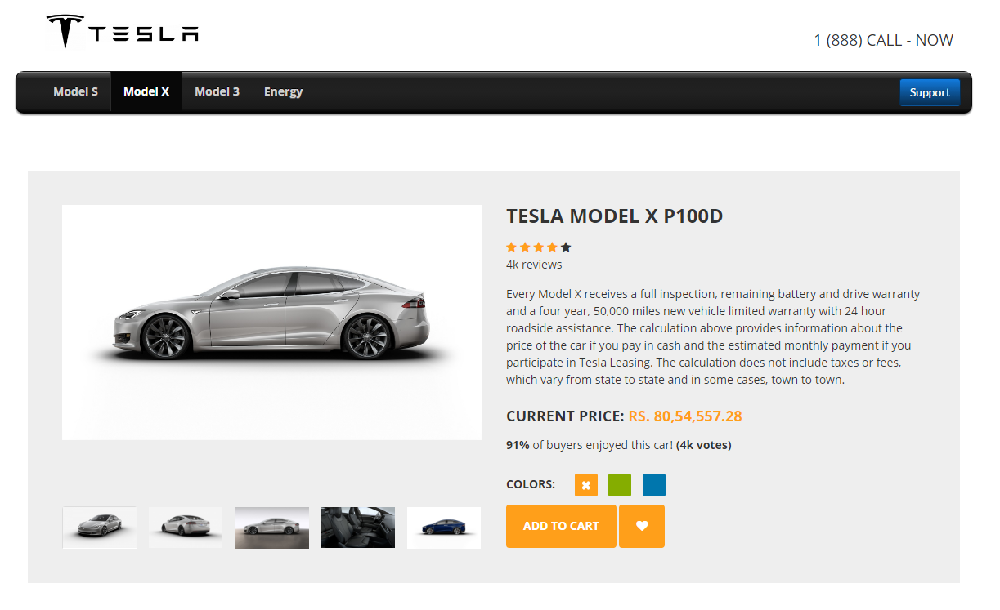 TESLA
1 (888) CALL - NOW
Model S
Model X
Model 3
Energy
Support
TESLA MODEL X P100D
4k reviews
Every Model X receives a full inspection, remaining battery and drive warranty
and a four year, 50,000 miles new vehicle limited warranty with 24 hour
roadside assistance. The calculation above provides information about the
price of the car if you pay in cash and the estimated monthly payment if you
participate in Tesla Leasing. The calculation does not include taxes or fees,
which vary from state to state and in some cases, town to town.
CURRENT PRICE: RS. 80,54,557.28
91% of buyers enjoyed this car! (4k votes)
COLORS:
ADD TO CART